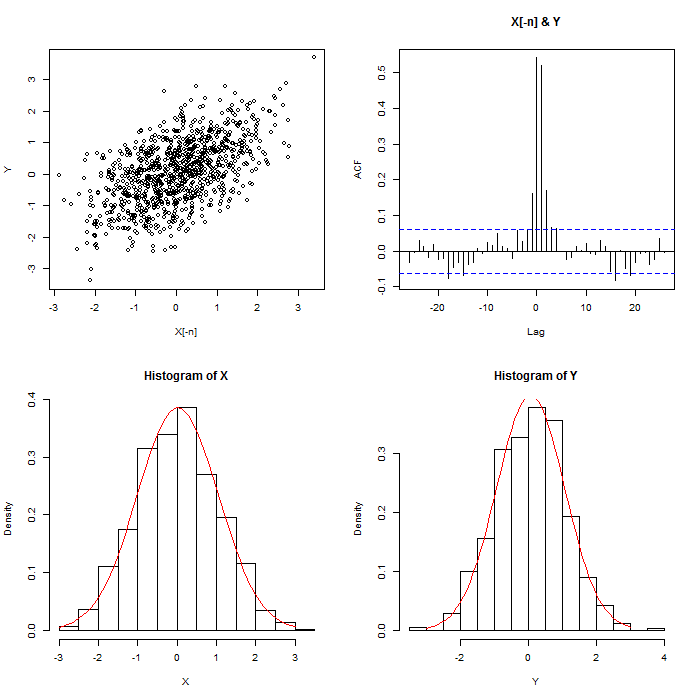 X[-n] & Y
3
2
1
0
-1
-2
-3
Y
-3 -2 -1 0 1 2 3
X[-n]
0.5
0.4
0.3
0.2
0.1
0.0
-0.1
ACF
-20 -10 0 10 20
Lag
Histogram of X
0.4
0.3
0.2
0.1
0.0
Density
-3 -2 -1 0 1 2 3
X
Histogram of Y
0.3
0.2
0.1
0.0
Density
-2 0 2 4
Y